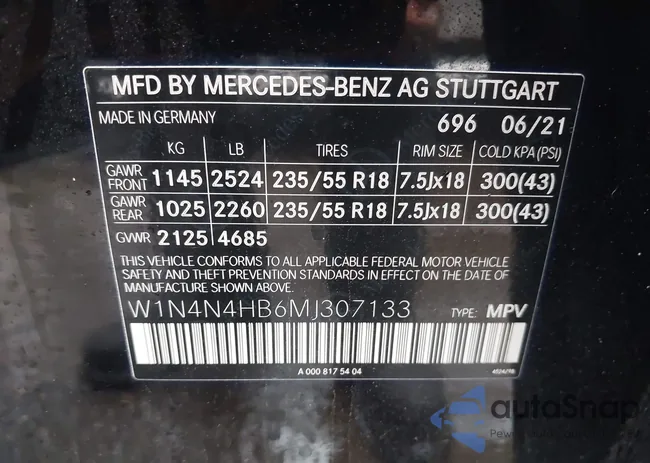 MFD BY MERCEDES-BENZ AG STUTTGART
MADE IN GERMANY 696 06/21
KG LB TIRES RIM SIZE COLD KPA(PSI)
GAWR FRONT 1145 2524 235/55 R18 7.5Jx18 300(43)
GAWR REAR 1025 2260 235/55 R18 7.5Jx18 300(43)
GVWR 2125 4685
THIS VEHICLE CONFORMS TO ALL APPLICABLE FEDERAL MOTOR VEHICLE
SAFETY AND THEFT PREVENTION STANDARDS IN EFFECT ON THE DATE OF
MANUFACTURE SHOWN ABOVE.
W1N4N4HB6MJ307133 TYPE: MPV
A 000 817 54 04
autoSnap